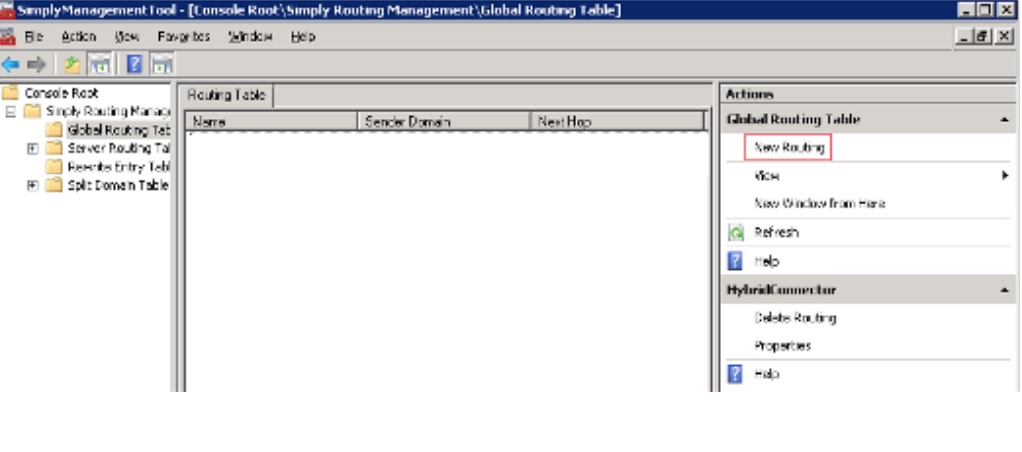 SimplyManagementTool - [Console Root\Simply Routing Management\Global Routing Table]
File Action View Favorites Window Help
Console Root
Simply Routing Manag
Global Routing Tab
Server Routing Tal
Rewrite Entry Tabl
Split Domain Table
Routing Table
Name Sender Domain Next Hop
Actions
Global Routing Table
New Routing
View
New Window from Here
Refresh
Help
HybridConnector
Delete Routing
Properties
Help